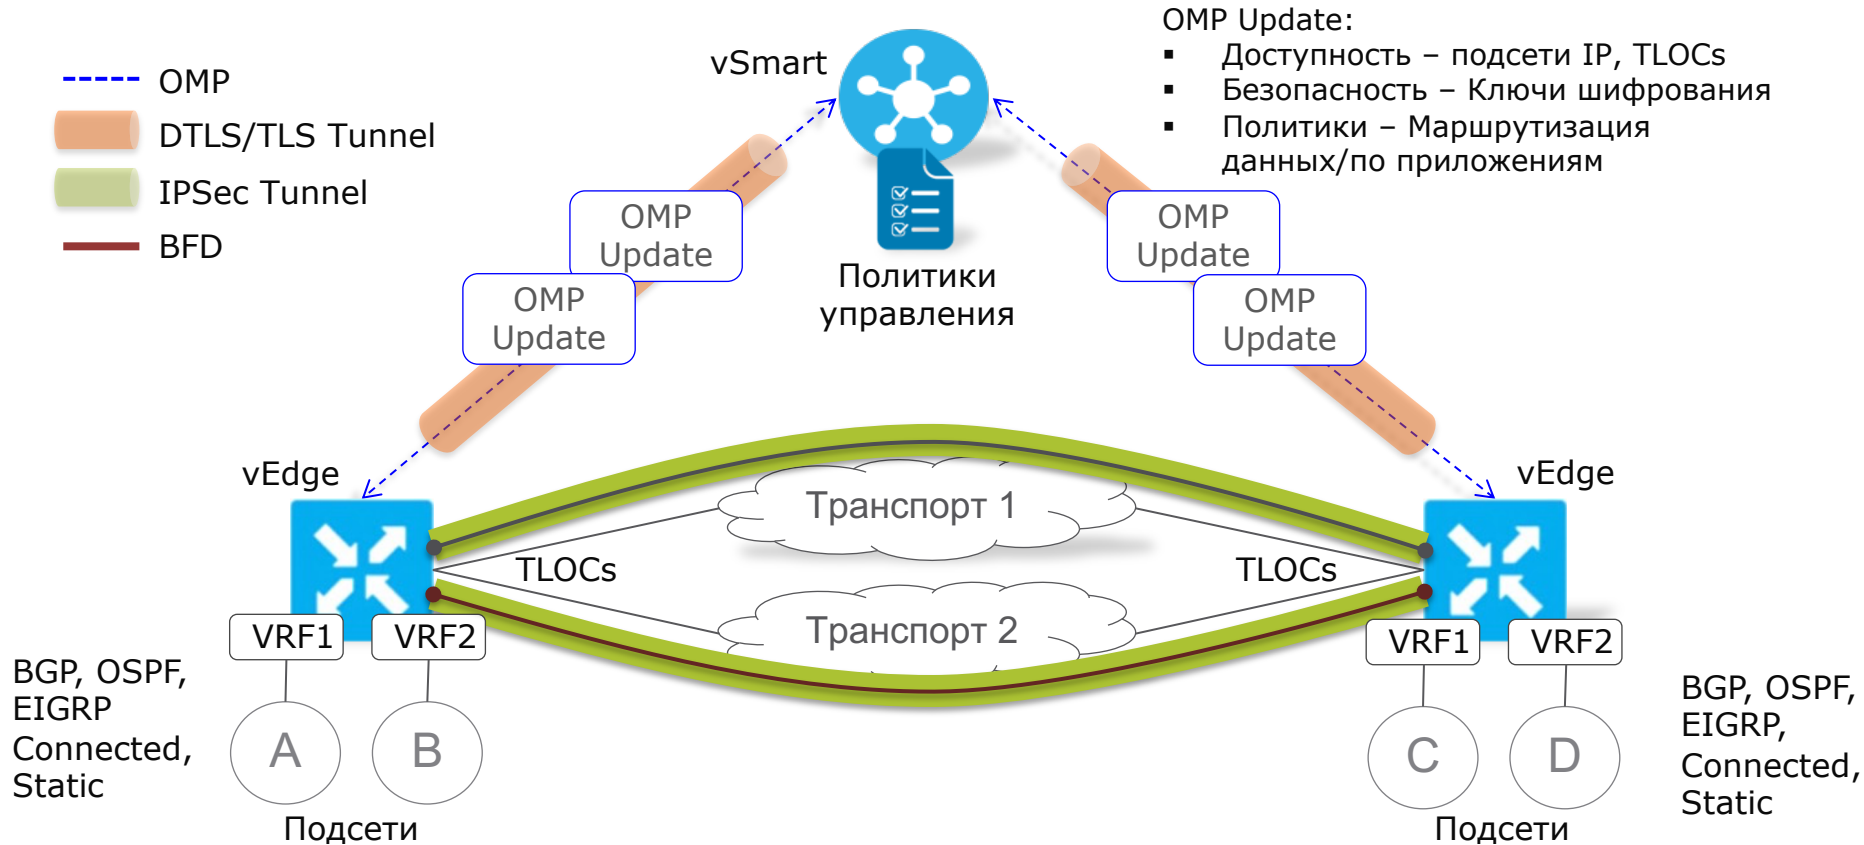 OMP
DTLS/TLS Tunnel
IPSec Tunnel
BFD
vSmart
OMP Update:
▪ Доступность – подсети IP, TLOCs
▪ Безопасность – Ключи шифрования
▪ Политики – Маршрутизация
данных/по приложениям
OMP
Update
OMP
Update
Политики
управления
OMP
Update
OMP
Update
vEdge
vEdge
Транспорт 1
TLOCs
TLOCs
Транспорт 2
VRF1
VRF2
VRF1
VRF2
BGP, OSPF,
EIGRP
Connected,
Static
A
B
Подсети
C
D
Подсети
BGP, OSPF,
EIGRP,
Connected,
Static